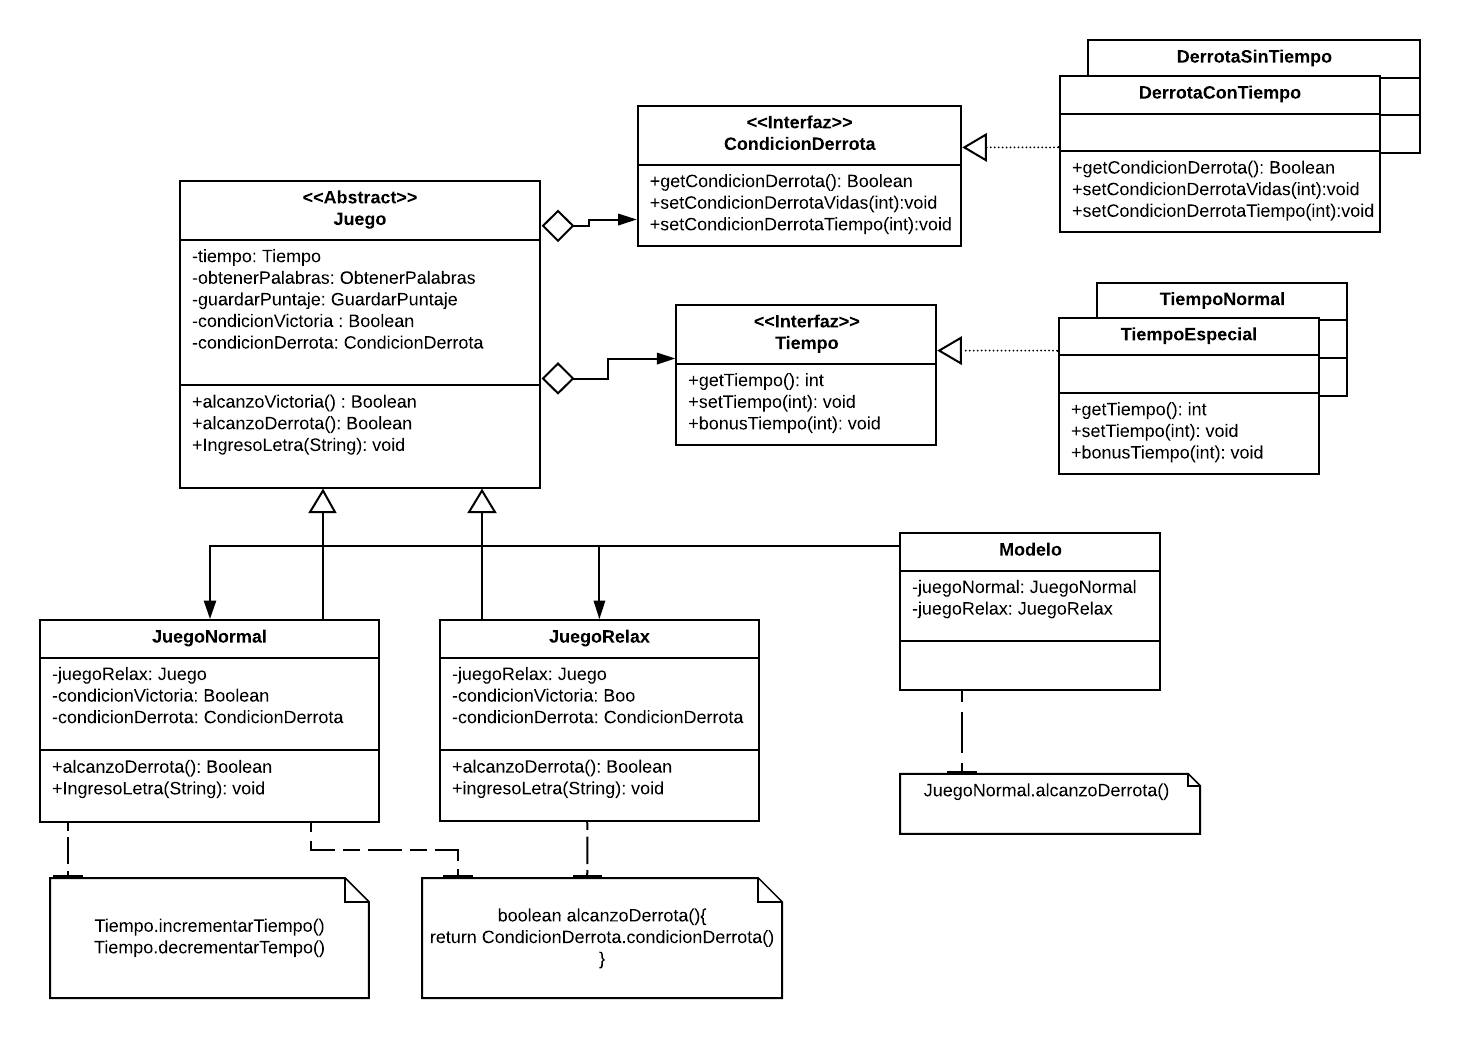 DerrotaSinTiempo
DerrotaConTiempo
+getCondicionDerrota(): Boolean
+setCondicionDerrotaVidas(int):void
+setCondicionDerrotaTiempo(int):void
<<Interfaz>>
CondicionDerrota
+getCondicionDerrota(): Boolean
+setCondicionDerrotaVidas(int):void
+setCondicionDerrotaTiempo(int):void
<<Abstract>>
Juego
-tiempo: Tiempo
-obtenerPalabras: ObtenerPalabras
-guardarPuntaje: GuardarPuntaje
-condicionVictoria : Boolean
-condicionDerrota: CondicionDerrota
+alcanzoVictoria() : Boolean
+alcanzoDerrota(): Boolean
+IngresoLetra(String): void
<<Interfaz>>
Tiempo
+getTiempo(): int
+setTiempo(int): void
+bonusTiempo(int): void
TiempoNormal
TiempoEspecial
+getTiempo(): int
+setTiempo(int): void
+bonusTiempo(int): void
Modelo
-juegoNormal: JuegoNormal
-juegoRelax: JuegoRelax
JuegoNormal
-juegoRelax: Juego
-condicionVictoria: Boolean
-condicionDerrota: CondicionDerrota
+alcanzoDerrota(): Boolean
+IngresoLetra(String): void
JuegoRelax
-juegoRelax: Juego
-condicionVictoria: Boo
-condicionDerrota: CondicionDerrota
+alcanzoDerrota(): Boolean
+ingresoLetra(String): void
JuegoNormal.alcanzoDerrota()
Tiempo.incrementarTiempo()
Tiempo.decrementarTempo()
boolean alcanzoDerrota(){
return CondicionDerrota.condicionDerrota()
}